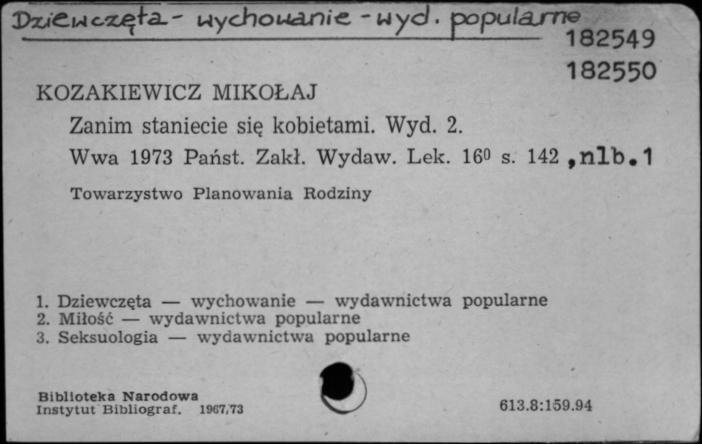 Dziewczęta - wychowanie - wyd. popularne
182549
182550
KOZAKIEWICZ MIKOŁAJ
Zanim staniecie się kobietami. Wyd. 2.
Wwa 1973 Państ. Zakł. Wydaw. Lek. 16⁰ s. 142 ,nlb.1
Towarzystwo Planowania Rodziny
1. Dziewczęta — wychowanie — wydawnictwa popularne
2. Miłość — wydawnictwa popularne
3. Seksuologia — wydawnictwa popularne
Biblioteka Narodowa
Instytut Bibliograf. 1967,73
613.8:159.94